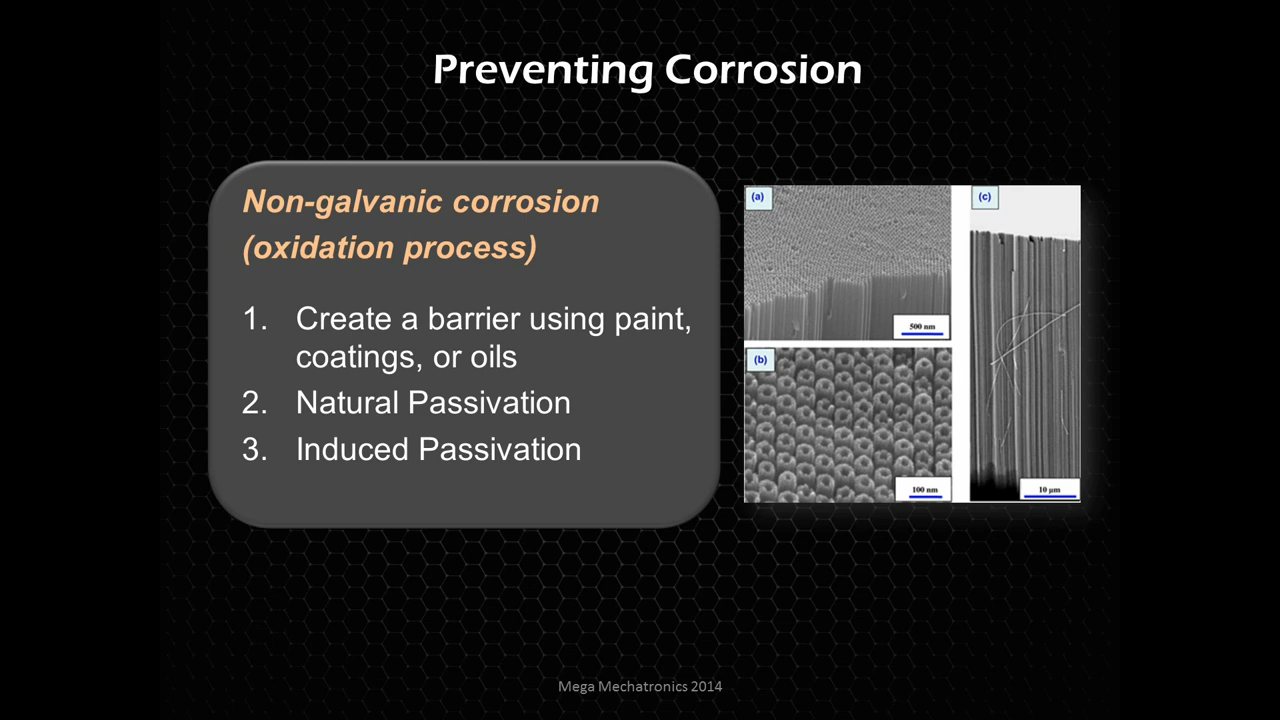 Preventing Corrosion
Non-galvanic corrosion
(oxidation process)
1. Create a barrier using paint,
coatings, or oils
2. Natural Passivation
3. Induced Passivation
(a)
500 nm
(b)
100 nm
(c)
10 μm
Mega Mechatronics 2014